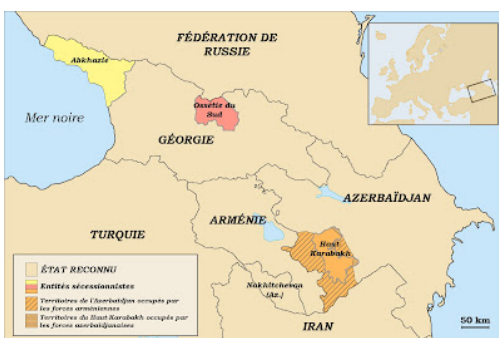 FÉDÉRATION DE
RUSSIE
Abkhazie
Ossétie du
Sud
Mer noire
GÉORGIE
AZERBAÏDJAN
ARMÉNIE
TURQUIE
Haut
Karabakh
Nakhitchevan
(Az.)
IRAN
ÉTAT RECONNU
Entités sécessionnistes
Territoires de l'Azerbaïdjan occupés par
les forces arméniennes
Territoires du Haut-Karabakh occupés par
les forces azerbaïdjanaises
50 km